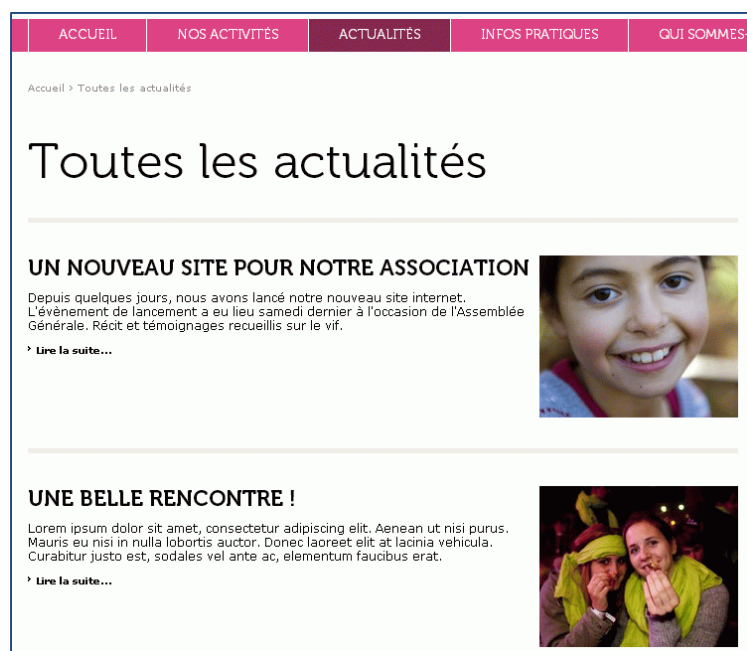 ACCUEIL NOS ACTIVITÉS ACTUALITÉS INFOS PRATIQUES QUI SOMMES-
Accueil > Toutes les actualités
Toutes les actualités
UN NOUVEAU SITE POUR NOTRE ASSOCIATION
Depuis quelques jours, nous avons lancé notre nouveau site internet.
L'évènement de lancement a eu lieu samedi dernier à l'occasion de l'Assemblée
Générale. Récit et témoignages recueillis sur le vif.
Lire la suite...
UNE BELLE RENCONTRE !
Lorem ipsum dolor sit amet, consectetur adipiscing elit. Aenean ut nisi purus.
Mauris eu nisi in nulla lobortis auctor. Donec laoreet elit at lacinia vehicula.
Curabitur justo est, sodales vel ante ac, elementum faucibus erat.
Lire la suite...